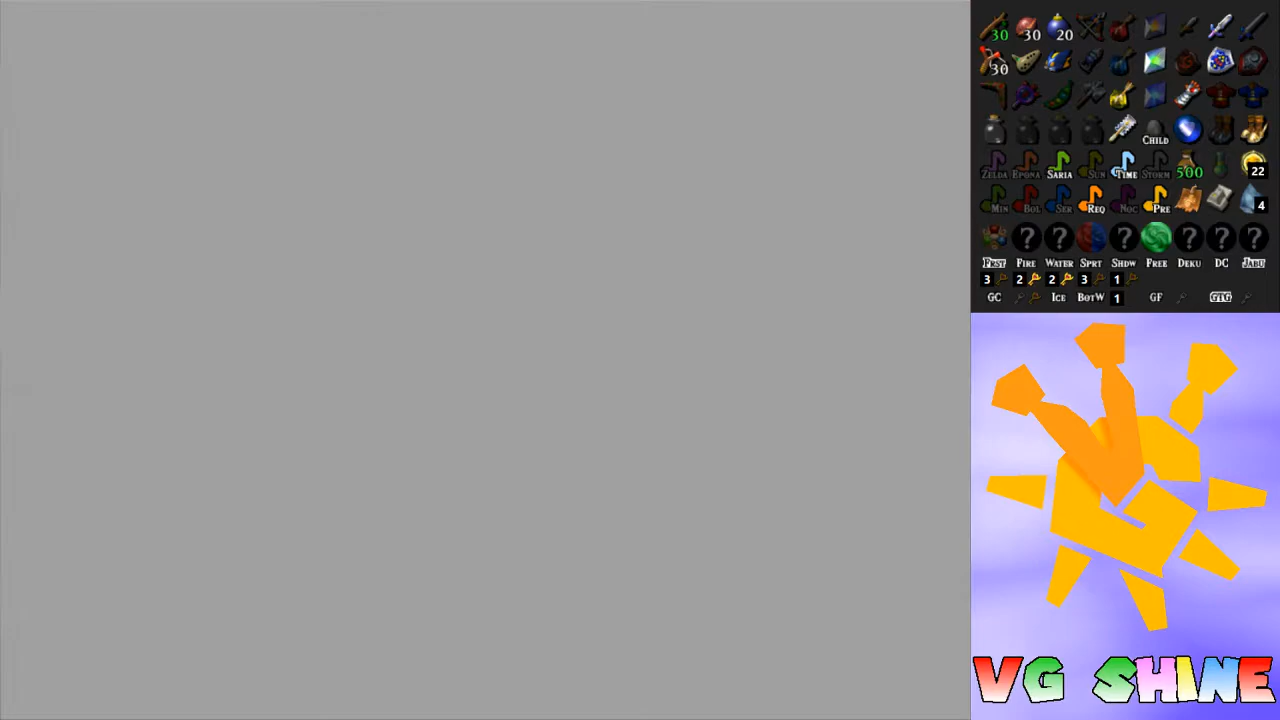 30 30 20
30
CHILD
ZELDA EPONA SARIA SUN TIME STORM 500 22
MIN BOL SER REQ NOC PRE 4
? ? ? ? ? ?
FRST FIRE WATER SPRT SHDW FREE DEKU DC JABU
3 2 2 3 1
GC ICE BOTW 1 GF GTG
VG SHINE